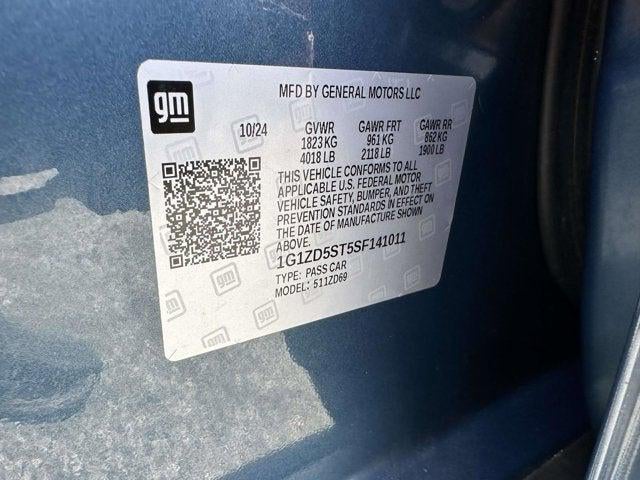 gm
MFD BY GENERAL MOTORS LLC
10/24 GVWR GAWR FRT GAWR RR
1823 KG 961 KG 862 KG
4018 LB 2118 LB 1900 LB
THIS VEHICLE CONFORMS TO ALL
APPLICABLE U.S. FEDERAL MOTOR
VEHICLE SAFETY, BUMPER, AND THEFT
PREVENTION STANDARDS IN EFFECT ON
THE DATE OF MANUFACTURE SHOWN
ABOVE.
1G1ZD5ST5SF141011
TYPE: PASS CAR
MODEL: 511ZD69